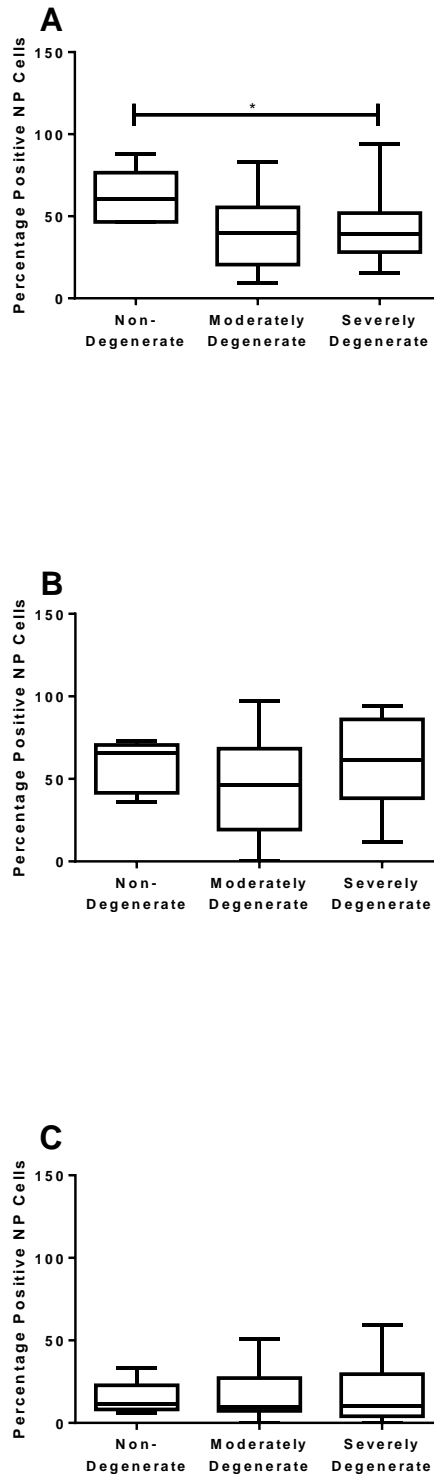 A
Percentage Positive NP Cells
150
100
50
0
*
Non-
Degenerate
Moderately
Degenerate
Severely
Degenerate
B
Percentage Positive NP Cells
150
100
50
0
Non-
Degenerate
Moderately
Degenerate
Severely
Degenerate
C
Percentage Positive NP Cells
150
100
50
0
Non-
Degenerate
Moderately
Degenerate
Severely
Degenerate